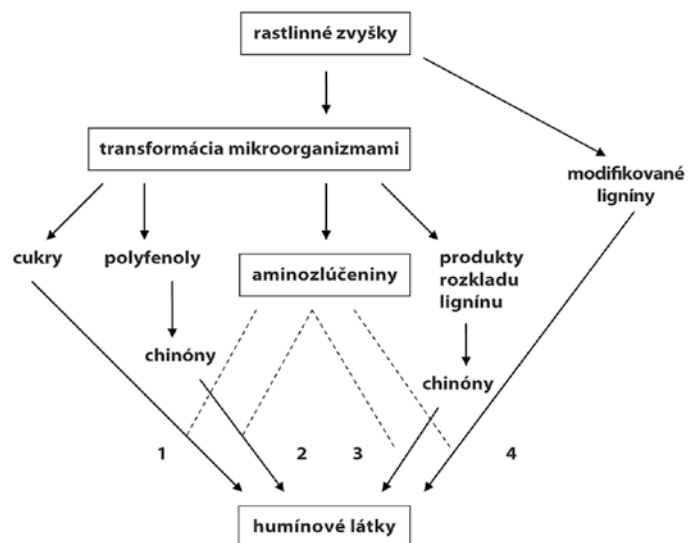 rastlinné zvyšky
transformácia mikroorganizmami
modifikované
ligníny
cukry
polyfenoly
aminozlúčeniny
produkty
rozkladu
lignínu
chinóny
chinóny
1
2
3
4
humínové látky